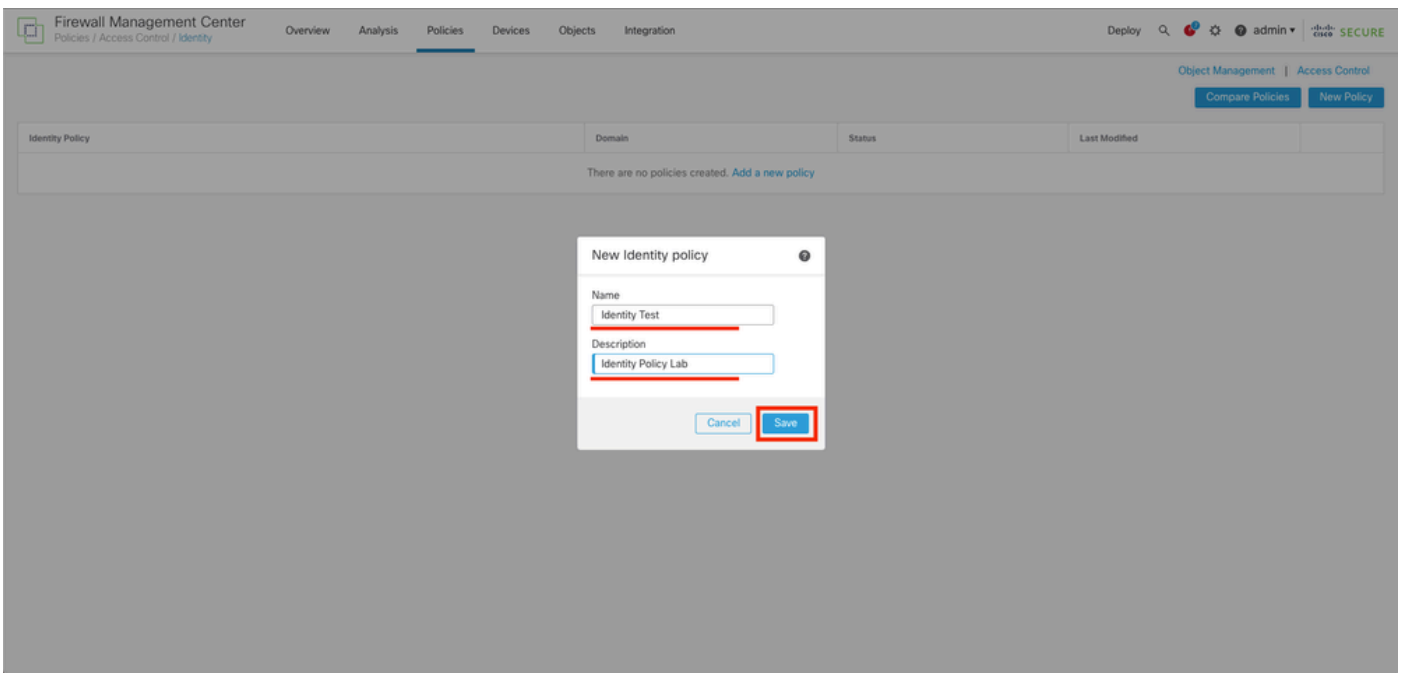 Firewall Management Center
Policies / Access Control / Identity
Overview Analysis Policies Devices Objects Integration
Deploy admin cisco SECURE
Object Management | Access Control
Compare Policies New Policy
Identity Policy Domain Status Last Modified
There are no policies created. Add a new policy
New Identity policy
Name
Identity Test
Description
Identity Policy Lab
Cancel Save